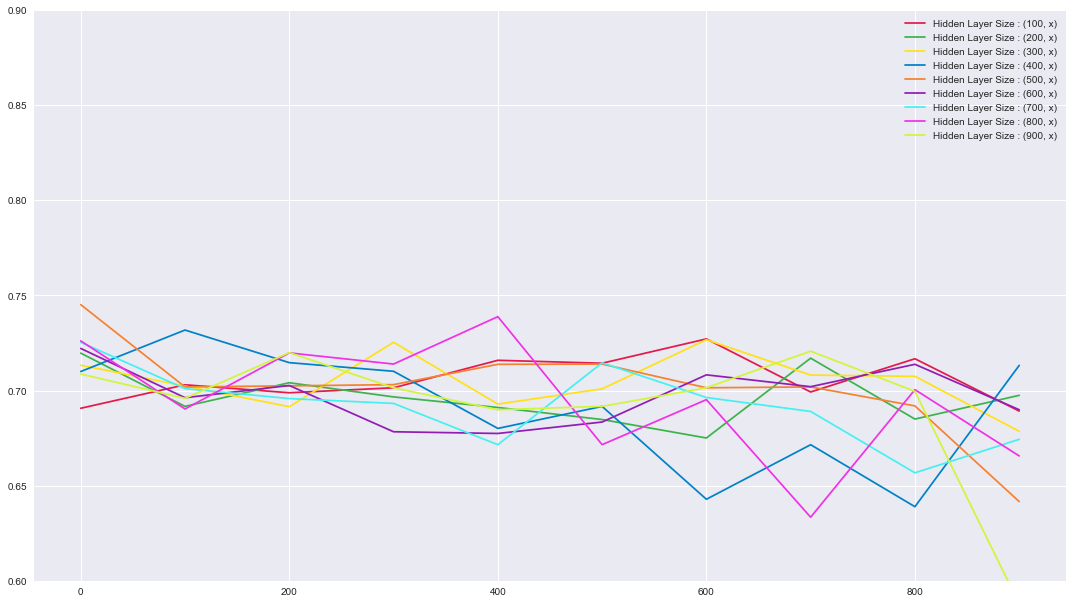 0.90
0.85
0.80
0.75
0.70
0.65
0.60
0
200
400
600
800
Hidden Layer Size : (100, x)
Hidden Layer Size : (200, x)
Hidden Layer Size : (300, x)
Hidden Layer Size : (400, x)
Hidden Layer Size : (500, x)
Hidden Layer Size : (600, x)
Hidden Layer Size : (700, x)
Hidden Layer Size : (800, x)
Hidden Layer Size : (900, x)